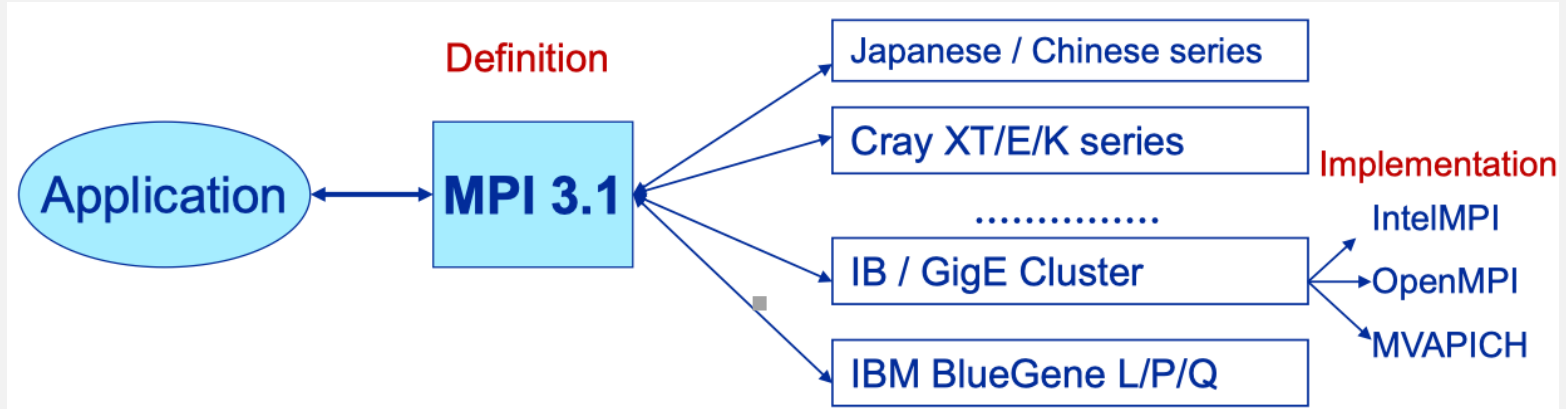 Definition
Japanese / Chinese series
Application
MPI 3.1
Cray XT/E/K series
Implementation
...............
IntelMPI
IB / GigE Cluster
OpenMPI
MVAPICH
IBM BlueGene L/P/Q